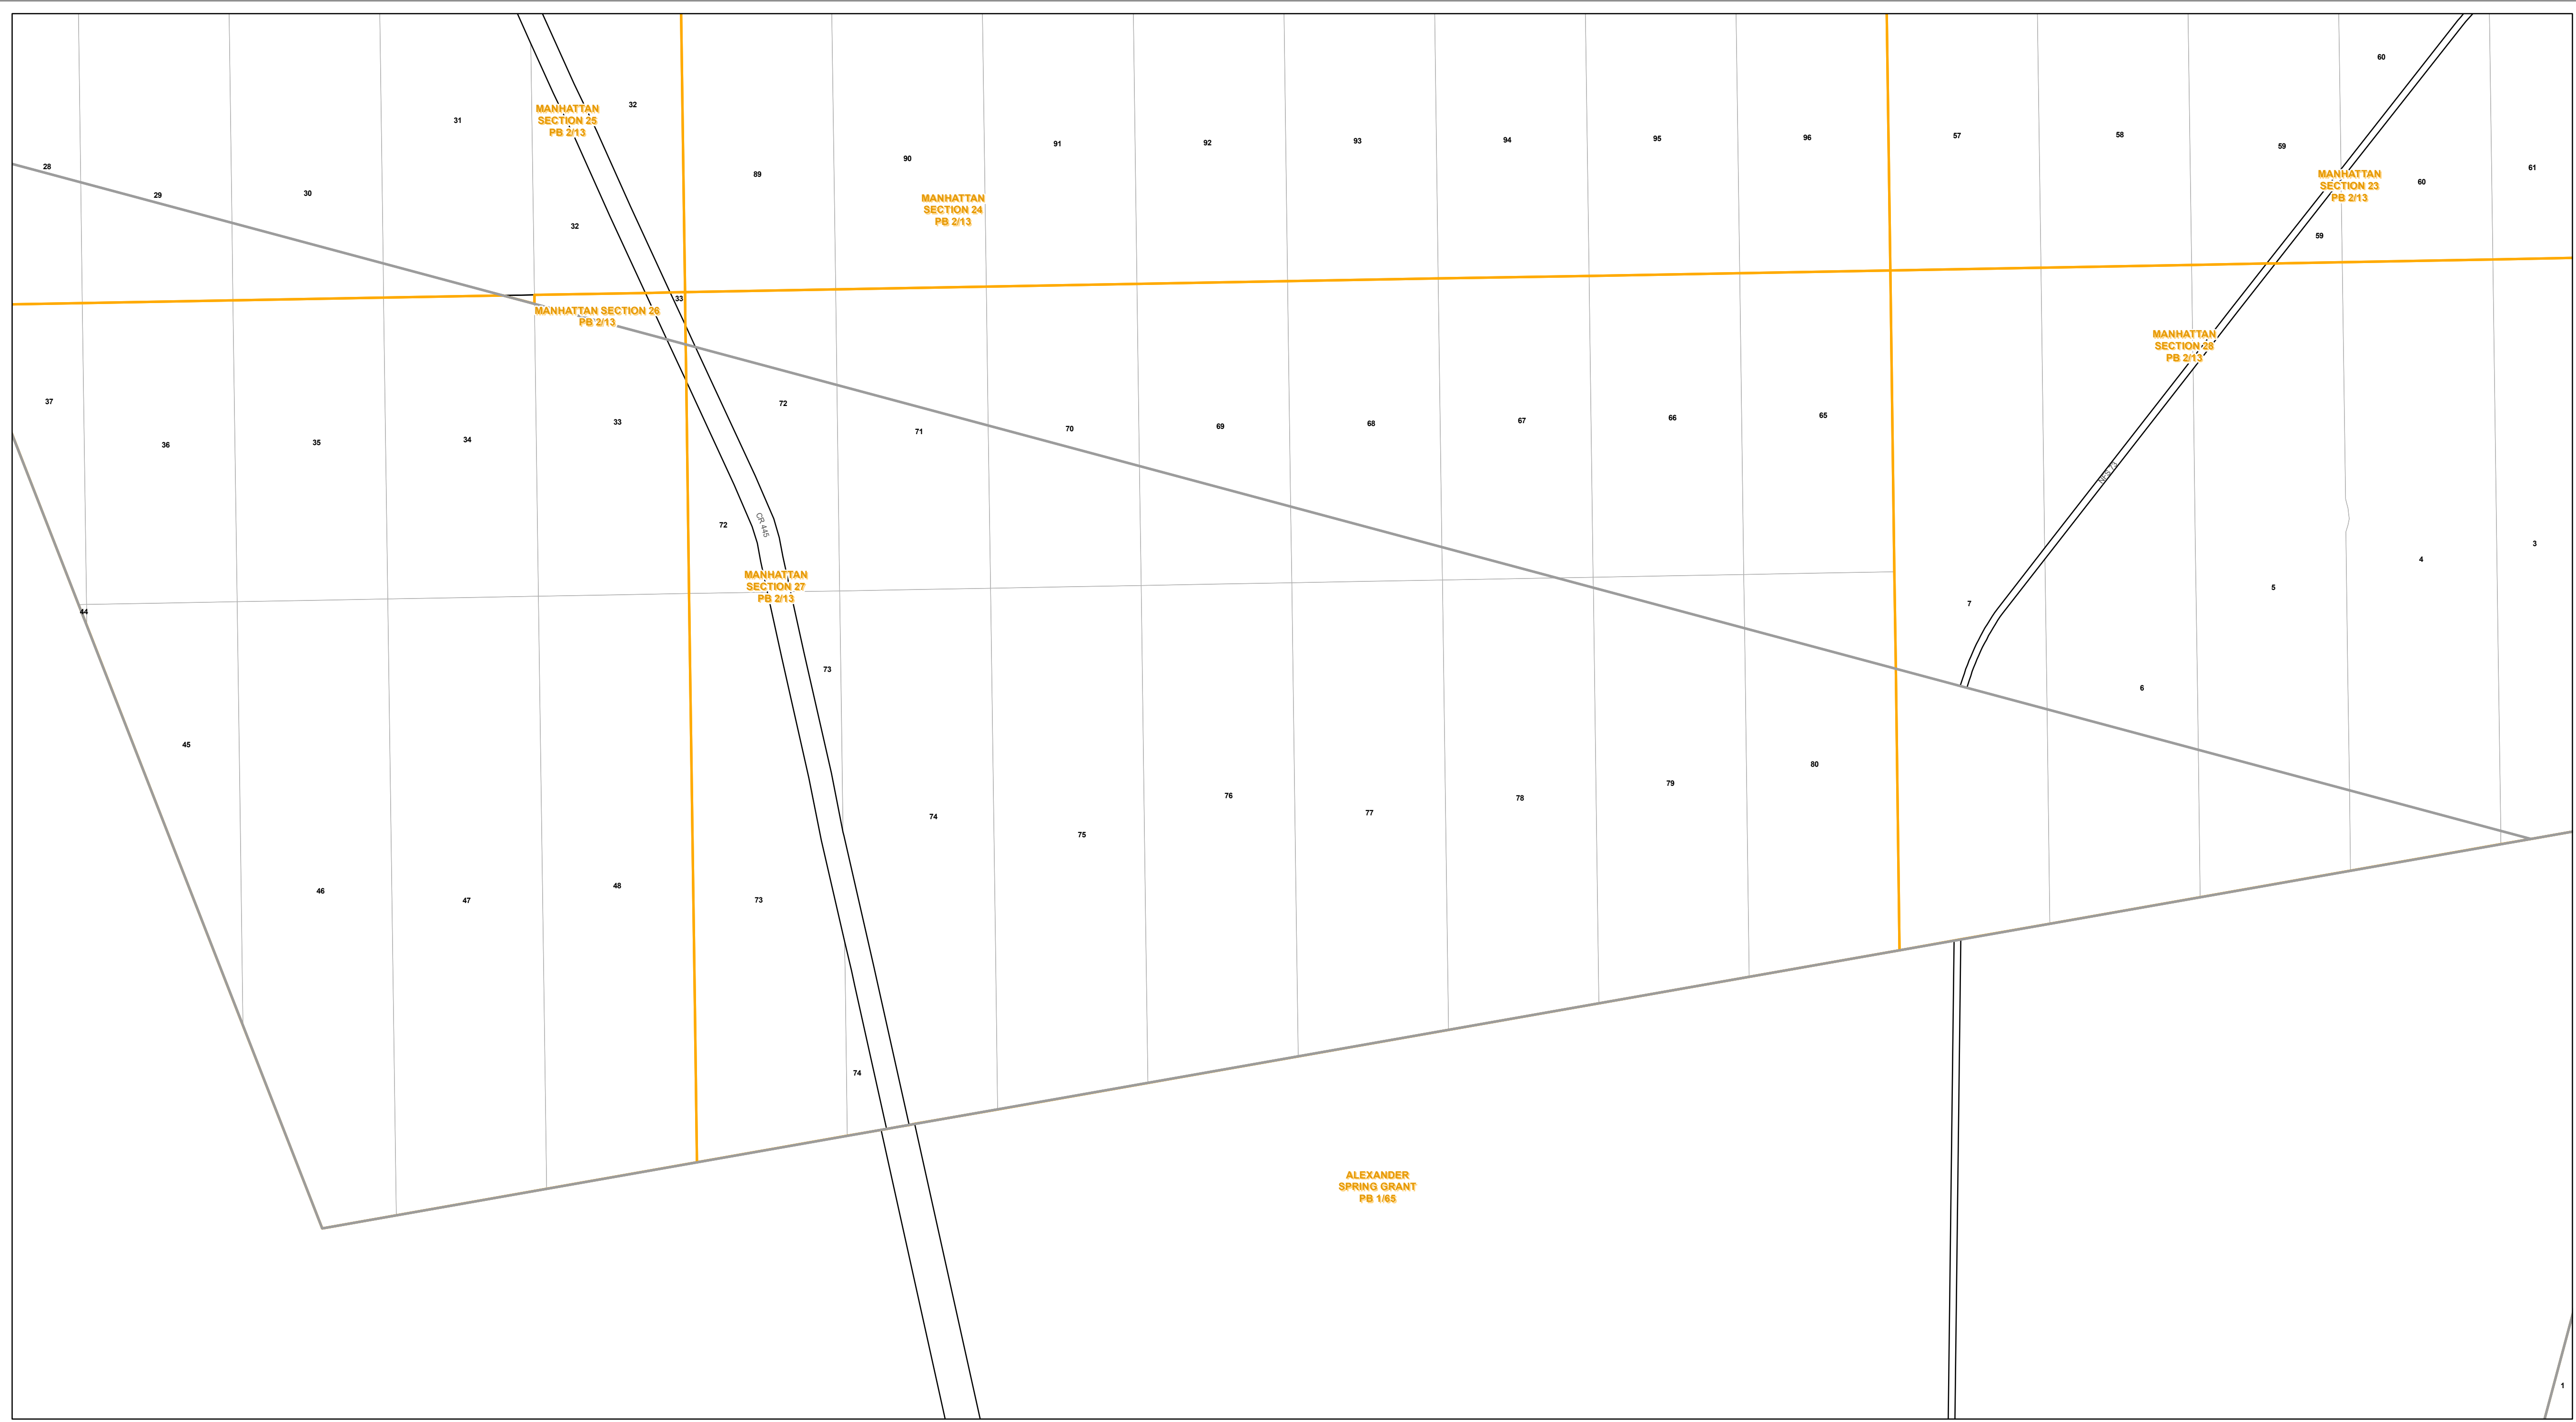 60
32
MANHATTAN
SECTION 25
PB 2/13
31
58
57
96
95
94
93
92
91
59
90
28
61
89
MANHATTAN
SECTION 23
PB 2/13
60
29
30
MANHATTAN
SECTION 24
PB 2/13
32
59
33
MANHATTAN SECTION 26
PB 2/13
MANHATTAN
SECTION 28
PB 2/13
37
72
65
66
67
68
69
70
71
33
34
35
36
NFS 73
72
CR 445
3
4
MANHATTAN
SECTION 27
PB 2/13
5
7
44
73
6
45
80
79
76
78
77
74
75
48
46
47
73
74
ALEXANDER
SPRING GRANT
PB 1/65
1